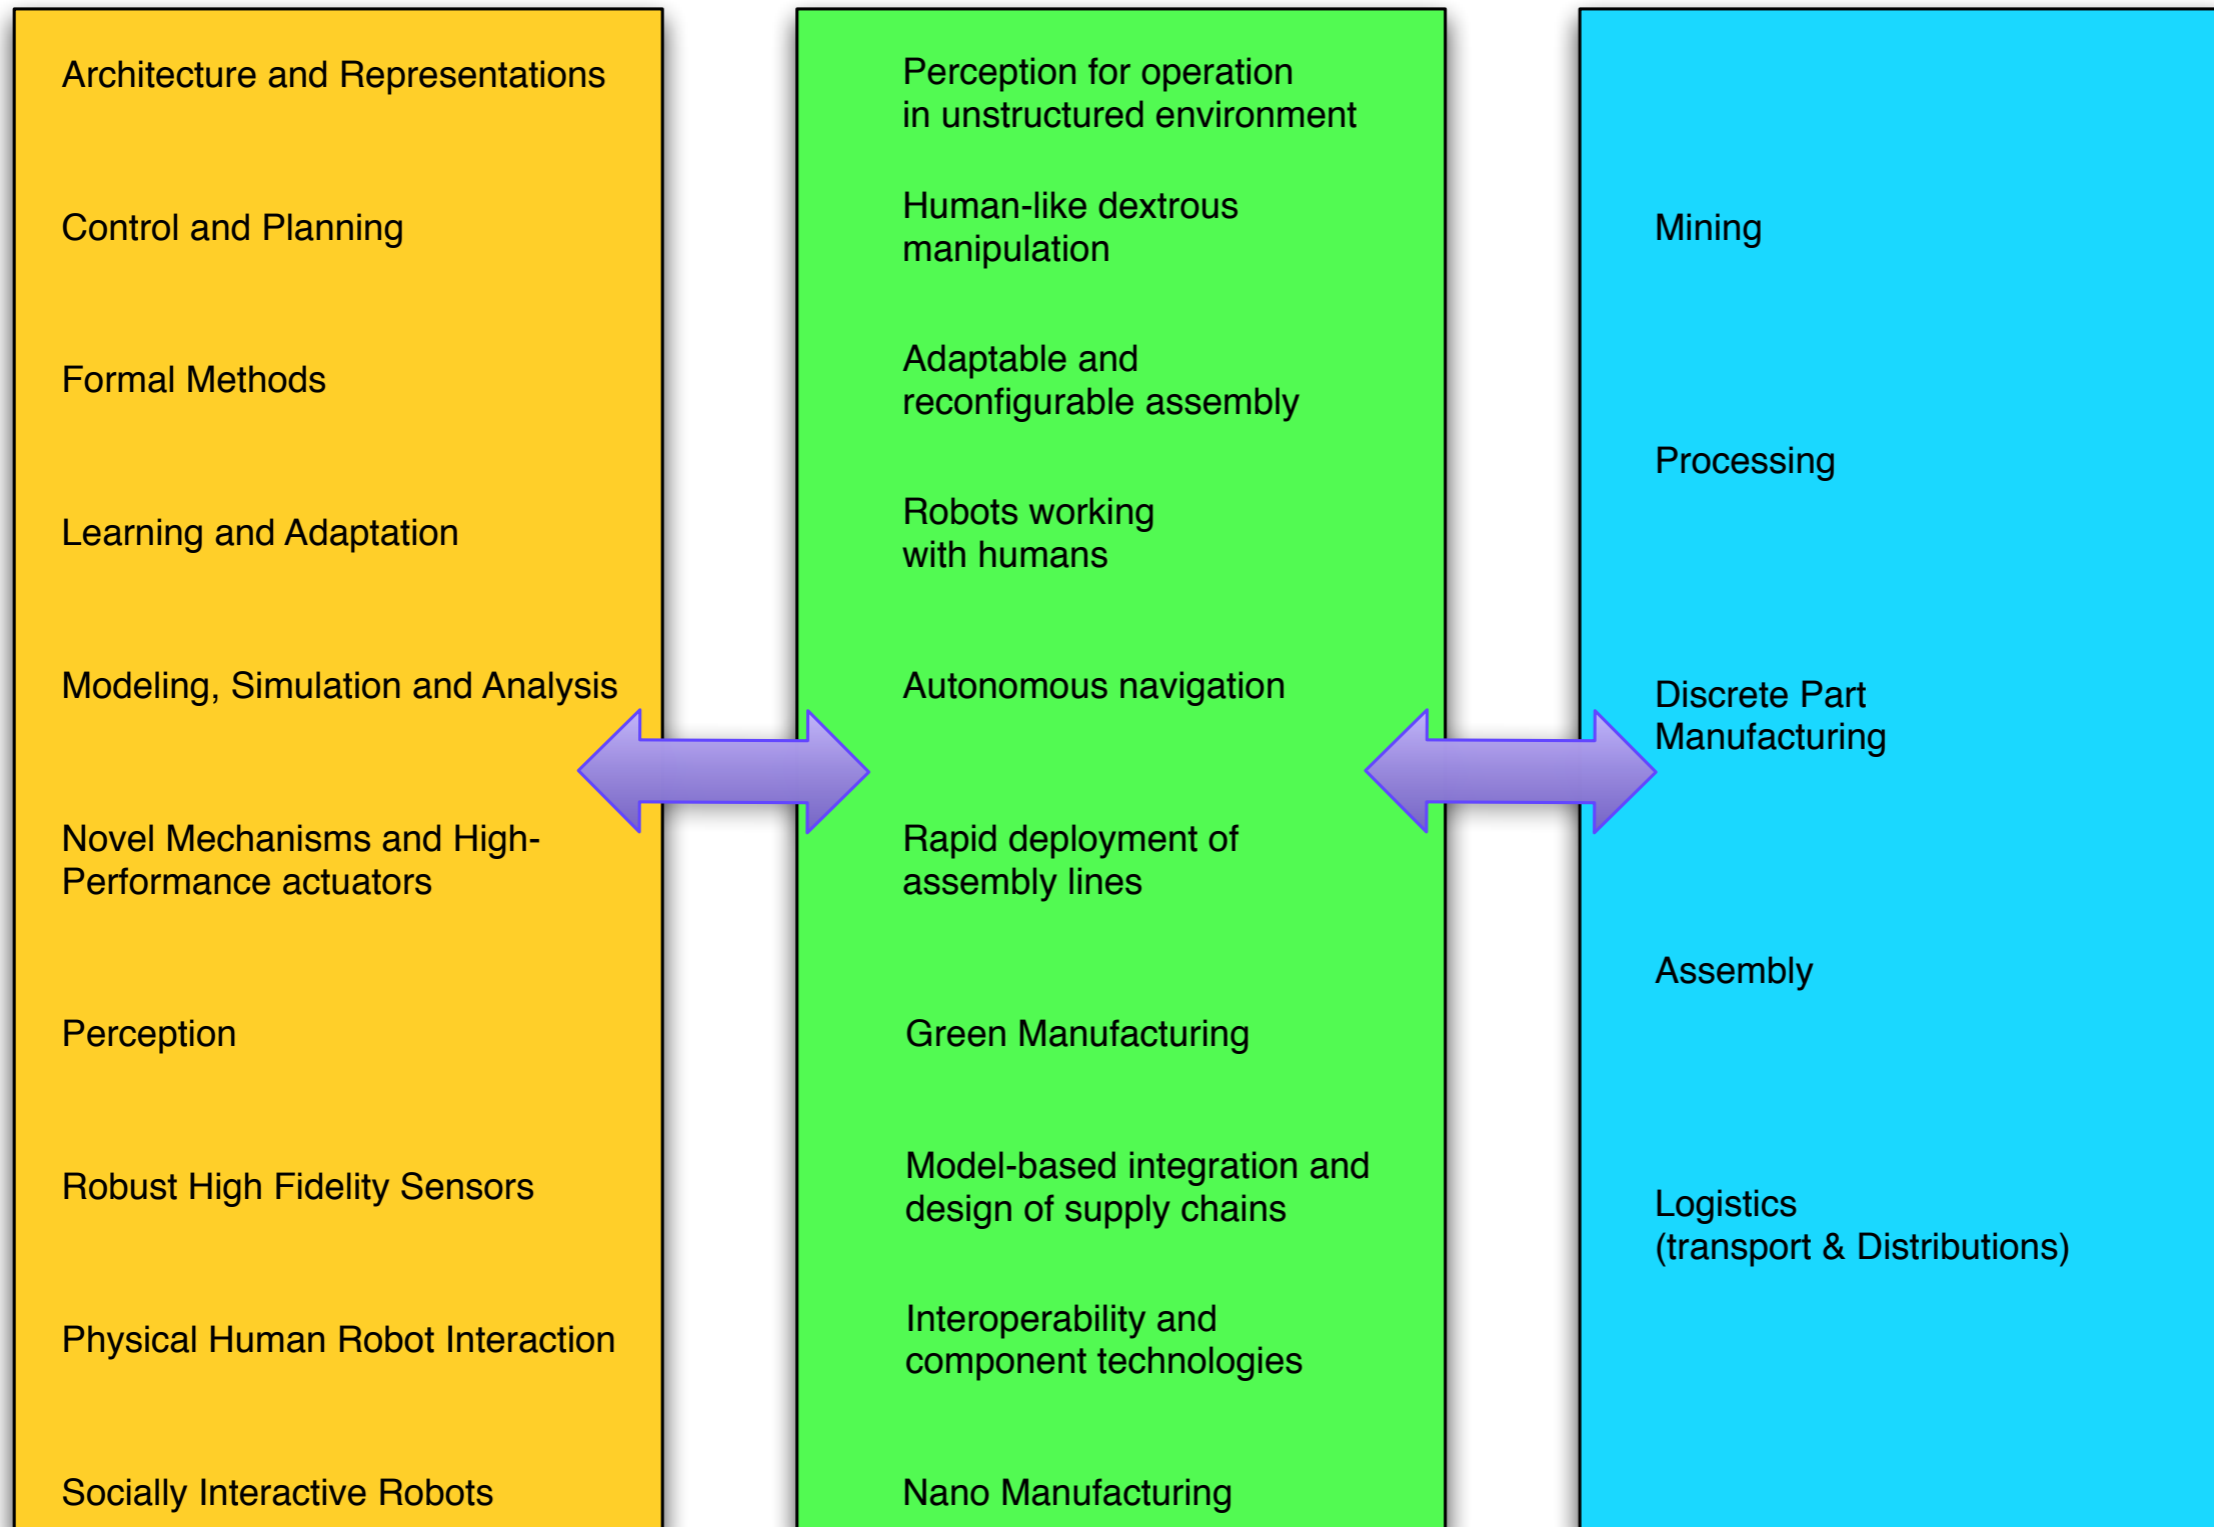 Architecture and Representations
Control and Planning
Formal Methods
Learning and Adaptation
Modeling, Simulation and Analysis
Novel Mechanisms and High-
Performance actuators
Perception
Robust High Fidelity Sensors
Physical Human Robot Interaction
Socially Interactive Robots
Perception for operation
in unstructured environment
Human-like dextrous
manipulation
Adaptable and
reconfigurable assembly
Robots working
with humans
Autonomous navigation
Rapid deployment of
assembly lines
Green Manufacturing
Model-based integration and
design of supply chains
Interoperability and
component technologies
Nano Manufacturing
Mining
Processing
Discrete Part
Manufacturing
Assembly
Logistics
(transport & Distributions)